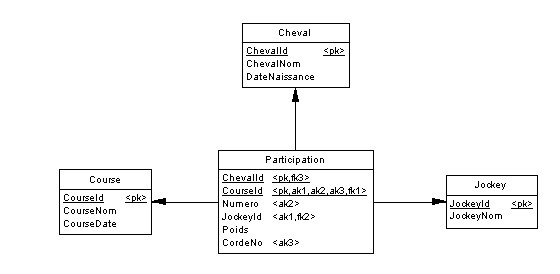 Cheval
ChevalId <pk>
ChevalNom
DateNaissance
Participation
ChevalId <pk,fk3>
CourseId <pk,ak1,ak2,ak3,fk1>
Numero <ak2>
JockeyId <ak1,fk2>
Poids
CordeNo <ak3>
Course
CourseId <pk>
CourseNom
CourseDate
Jockey
JockeyId <pk>
JockeyNom